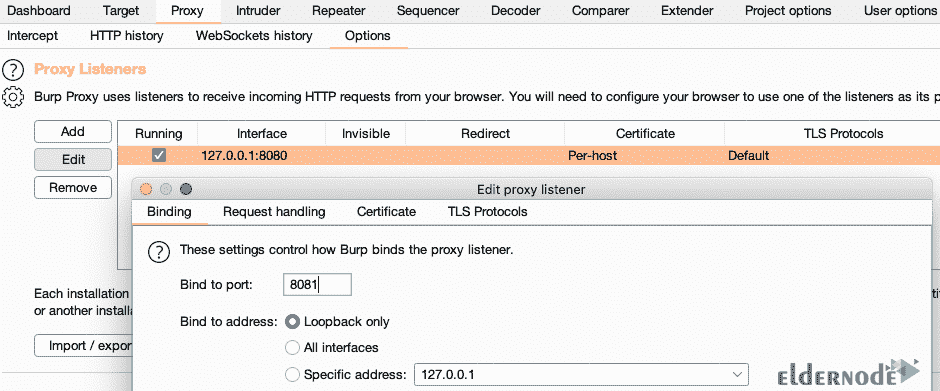 Dashboard Target Proxy Intruder Repeater Sequencer Decoder Comparer Extender Project options User options
Intercept HTTP history WebSockets history Options
? Proxy Listeners
Burp Proxy uses listeners to receive incoming HTTP requests from your browser. You will need to configure your browser to use one of the listeners as its p
Add Running Interface Invisible Redirect Certificate TLS Protocols
Edit 127.0.0.1:8080 Per-host Default
Remove
Edit proxy listener
Binding Request handling Certificate TLS Protocols
? These settings control how Burp binds the proxy listener.
Bind to port: 8081
Each installation
or another install
Bind to address: Loopback only
Import / expor
All interfaces
Specific address: 127.0.0.1
eldernode